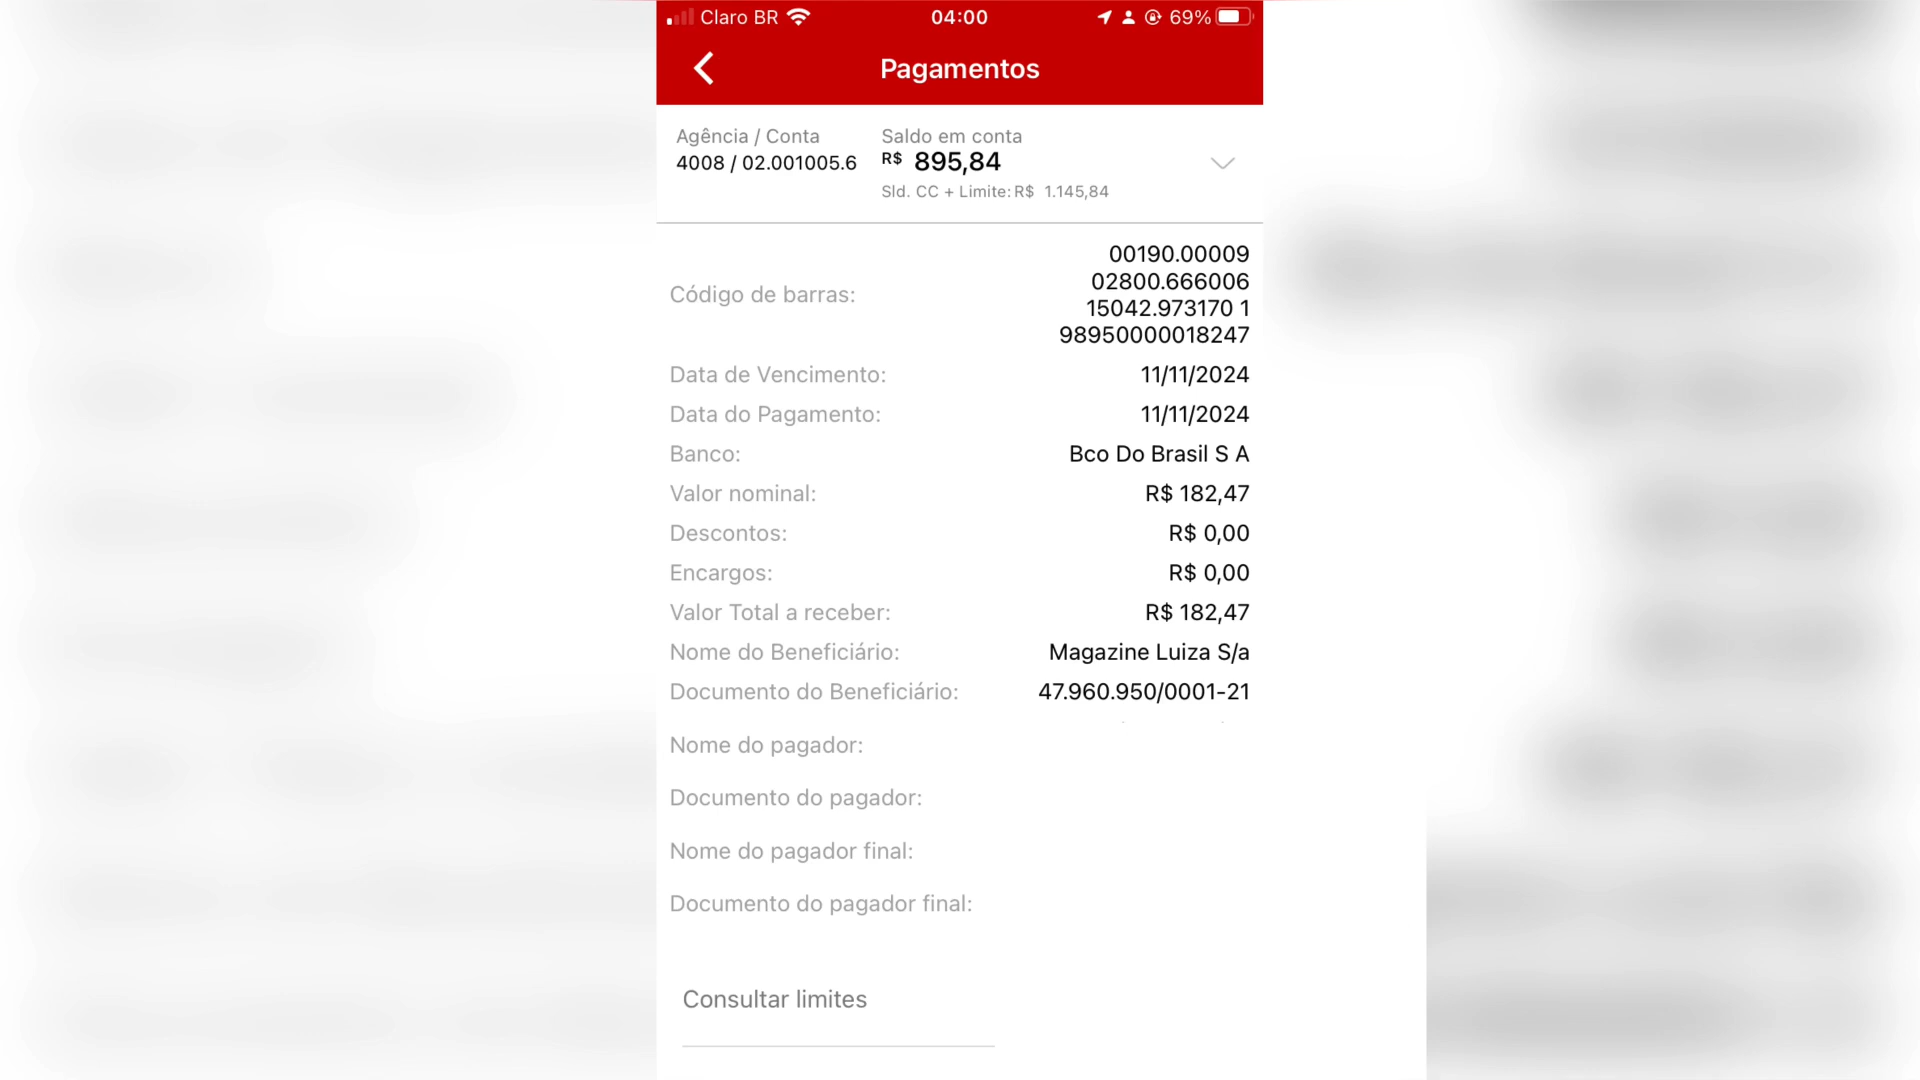 Claro BR 04:00 69%
Pagamentos
Agência / Conta Saldo em conta
4008 / 02.001005.6 R$ 895,84
Sld. CC + Limite: R$ 1.145,84
Código de barras: 00190.00009
02800.666006
15042.973170 1
98950000018247
Data de Vencimento: 11/11/2024
Data do Pagamento: 11/11/2024
Banco: Bco Do Brasil S A
Valor nominal: R$ 182,47
Descontos: R$ 0,00
Encargos: R$ 0,00
Valor Total a receber: R$ 182,47
Nome do Beneficiário: Magazine Luiza S/a
Documento do Beneficiário: 47.960.950/0001-21
Nome do pagador:
Documento do pagador:
Nome do pagador final:
Documento do pagador final:
Consultar limites